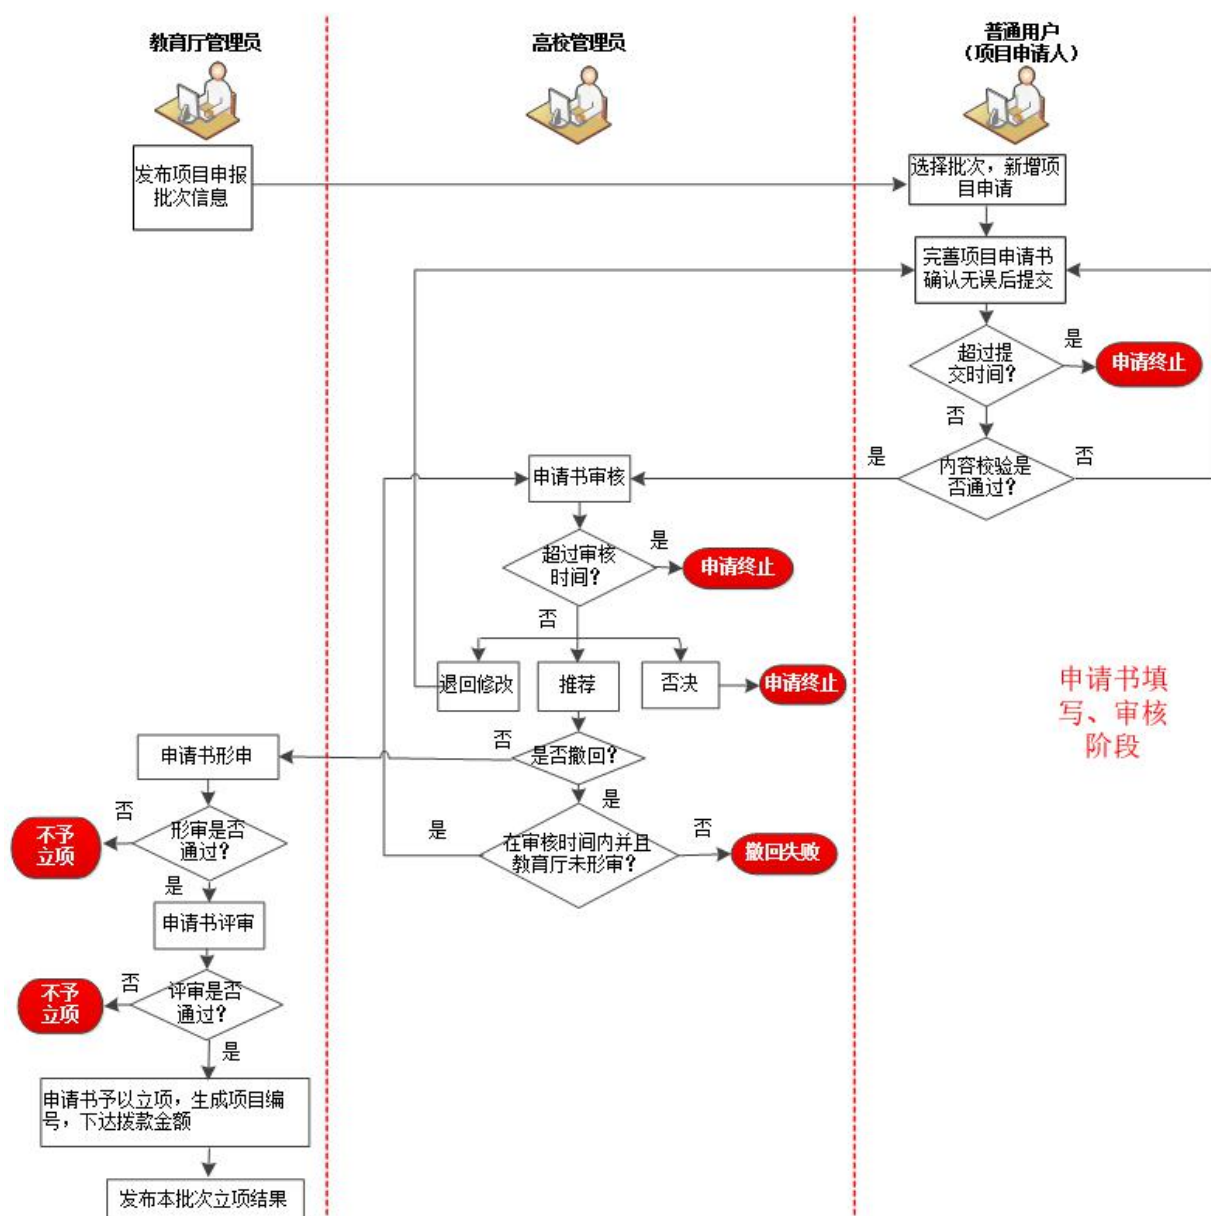 教育厅管理员
高校管理员
普通用户
（项目申请人）
发布项目申报
批次信息
选择批次，新增项
目申请
完善项目申请书
确认无误后提交
超过提
交时间？
是
申请终止
否
内容校验是
否通过？
是
否
申请书审核
超过审核
时间？
是
申请终止
否
退回修改
推荐
否决
申请终止
申请书填
写、审核
阶段
是否撤回？
否
是
申请书形申
在审核时间内并且
教育厅未形审？
是
否
撤回失败
形审是否
通过？
否
不予
立项
是
申请书评审
评审是否
通过？
否
不予
立项
是
申请书予以立项，生成项目编
号，下达拨款金额
发布本批次立项结果